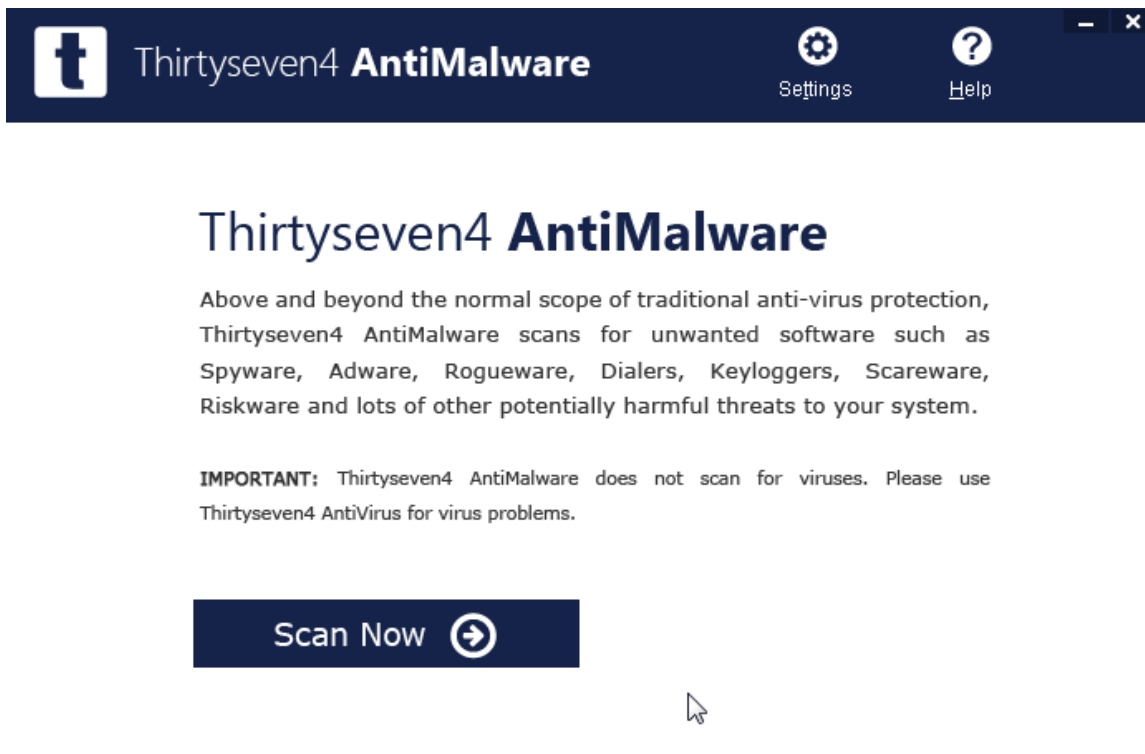 t Thirtyseven4 AntiMalware
Settings
Help
Thirtyseven4 AntiMalware
Above and beyond the normal scope of traditional anti-virus protection,
Thirtyseven4 AntiMalware scans for unwanted software such as
Spyware, Adware, Rogueware, Dialers, Keyloggers, Scareware,
Riskware and lots of other potentially harmful threats to your system.
IMPORTANT: Thirtyseven4 AntiMalware does not scan for viruses. Please use
Thirtyseven4 AntiVirus for virus problems.
Scan Now